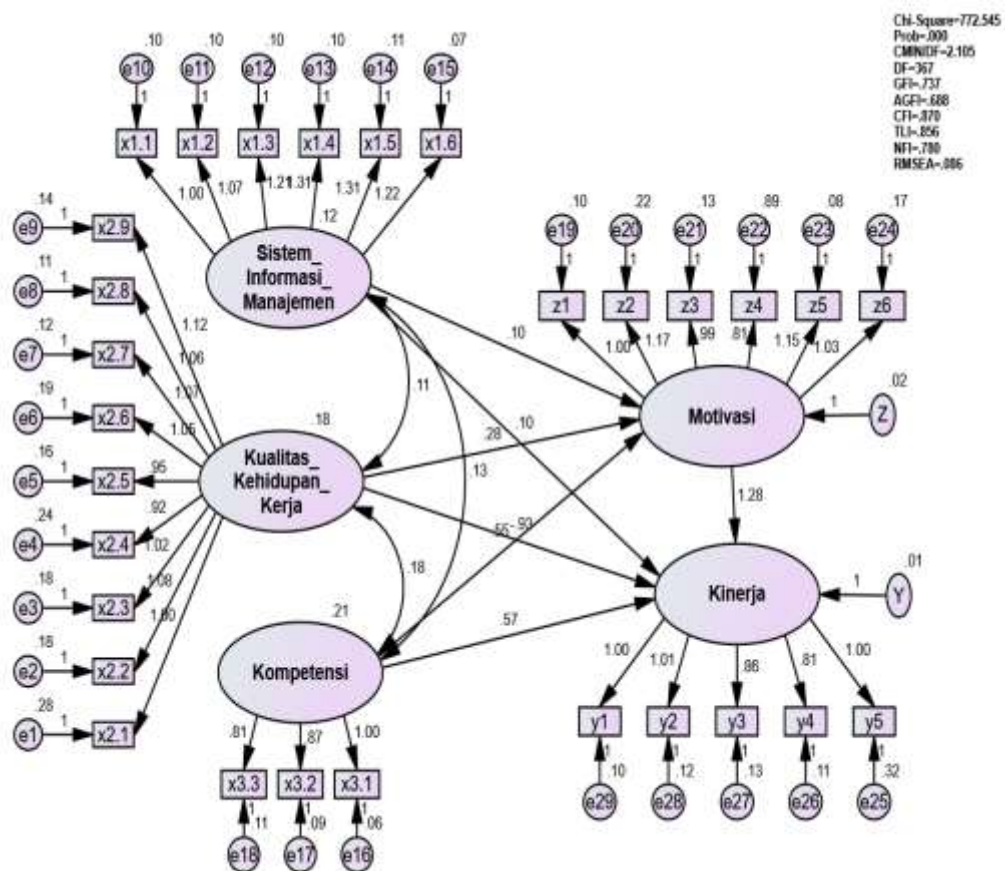 Chi-Square=772.545
Prob=.000
CMIN/DF=2.105
DF=367
GFI=.737
AGFI=.688
CFI=.870
TLI=.856
NFI=.780
RMSEA=.086
.10 .10 .10 .10 .11 .07
e10 e11 e12 e13 e14 e15
1 1 1 1 1 1
x1.1 x1.2 x1.3 x1.4 x1.5 x1.6
1.00 1.07 1.21 1.31 1.31 1.22
.12
Sistem_
Informasi_
Manajemen
.14
e9 1 x2.9
.11
e8 1 x2.8
.12
e7 1 x2.7
.19
e6 1 x2.6
.16
e5 1 x2.5
.24
e4 1 x2.4
.18
e3 1 x2.3
.18
e2 1 x2.2
.28
e1 1 x2.1
1.12
1.06
1.07
1.05
.95
.92
1.02
1.08
1.00
.18
Kualitas_
Kehidupan_
Kerja
.21
Kompetensi
.81 .87 1.00
x3.3 x3.2 x3.1
1 1 1
.11 .09 .06
e18 e17 e16
.11
.13
.18
.10
.10
.28
.55
-.93
.57
.10 .22 .13 .89 .08 .17
e19 e20 e21 e22 e23 e24
1 1 1 1 1 1
z1 z2 z3 z4 z5 z6
1.00 1.17 .99 .81 1.15 1.03
Motivasi
.02
1 Z
1.28
Kinerja
.01
1 Y
1.00 1.01 .86 .81 1.00
y1 y2 y3 y4 y5
1 1 1 1 1
.10 .12 .13 .11 .32
e29 e28 e27 e26 e25